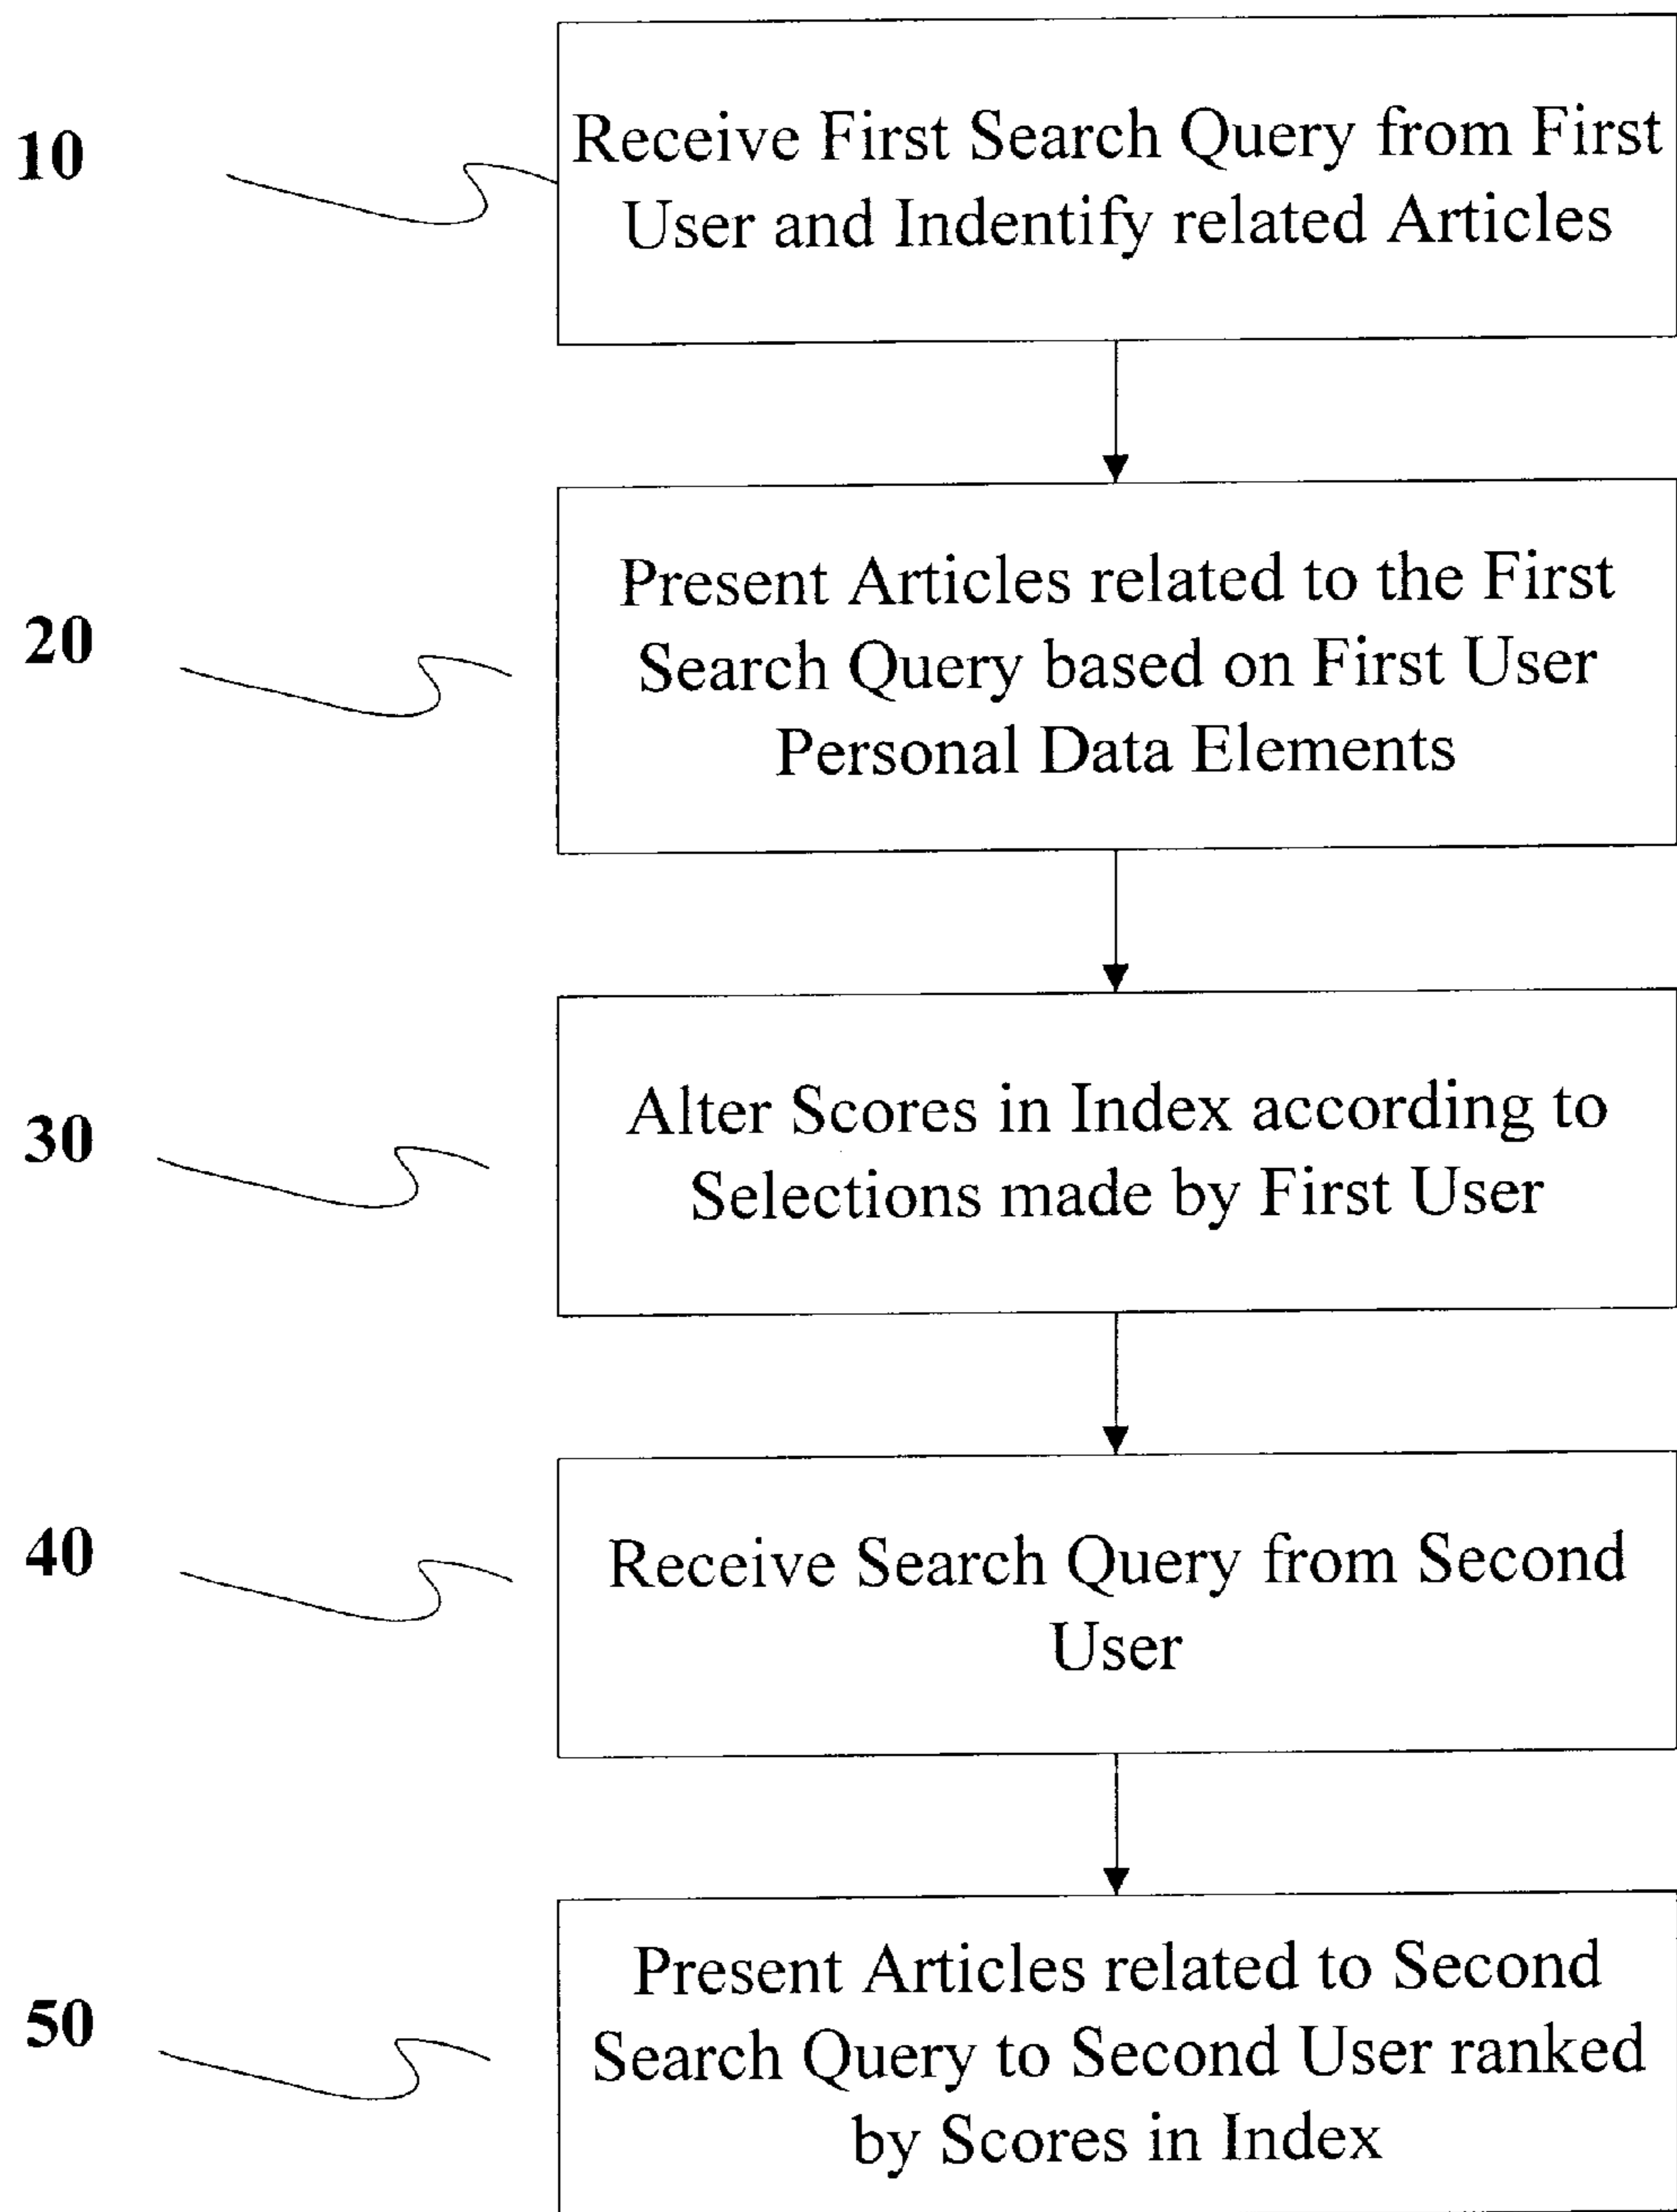 10
Receive First Search Query from First
User and Indentify related Articles
20
Present Articles related to the First
Search Query based on First User
Personal Data Elements
30
Alter Scores in Index according to
Selections made by First User
40
Receive Search Query from Second
User
50
Present Articles related to Second
Search Query to Second User ranked
by Scores in Index